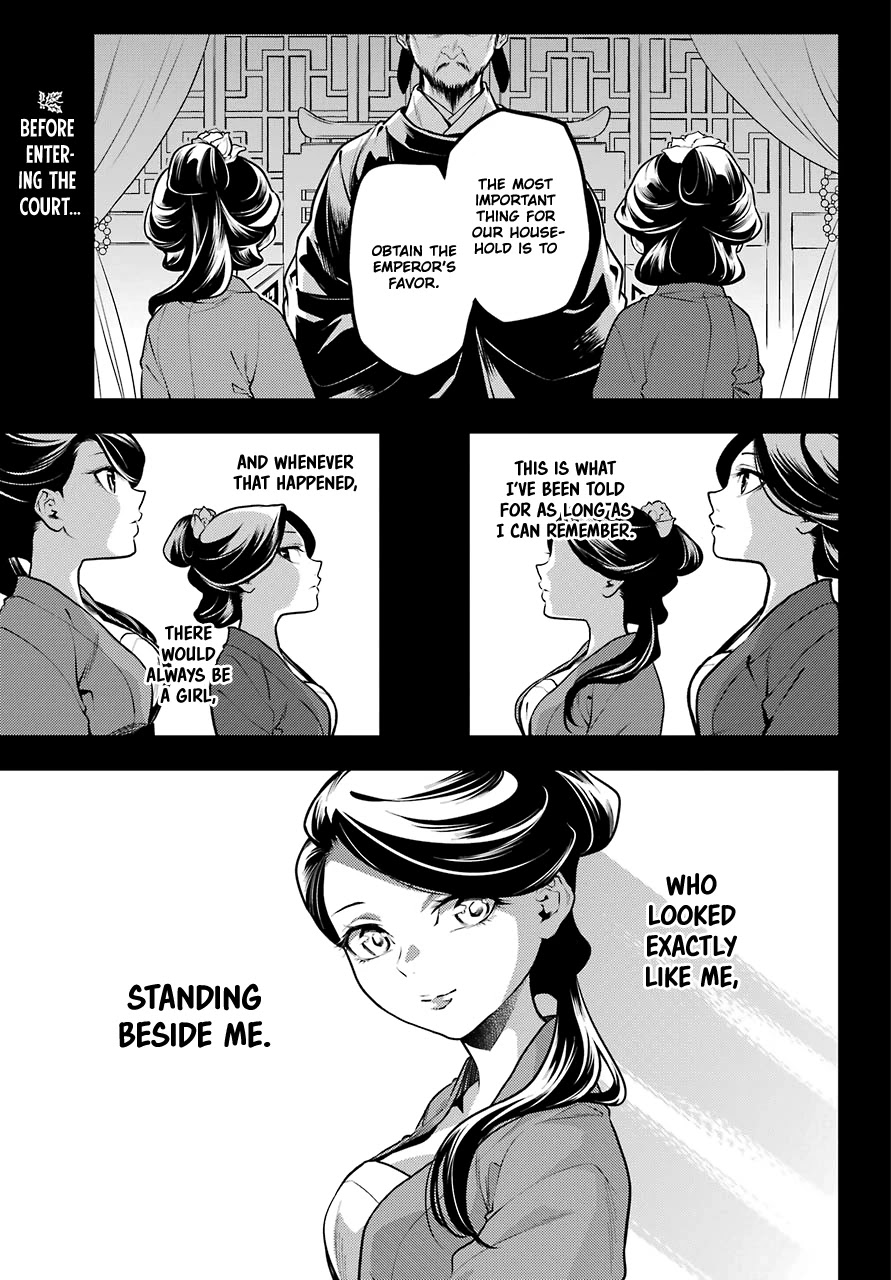 BEFORE
ENTER-
ING THE
COURT...
THE MOST
IMPORTANT
THING FOR
OUR HOUSE-
HOLD IS TO
OBTAIN THE
EMPEROR'S
FAVOR.
THIS IS WHAT
I'VE BEEN TOLD
FOR AS LONG AS
I CAN REMEMBER.
AND WHENEVER
THAT HAPPENED,
THERE
WOULD
ALWAYS BE
A GIRL,
WHO
LOOKED
EXACTLY
LIKE ME,
STANDING
BESIDE ME.